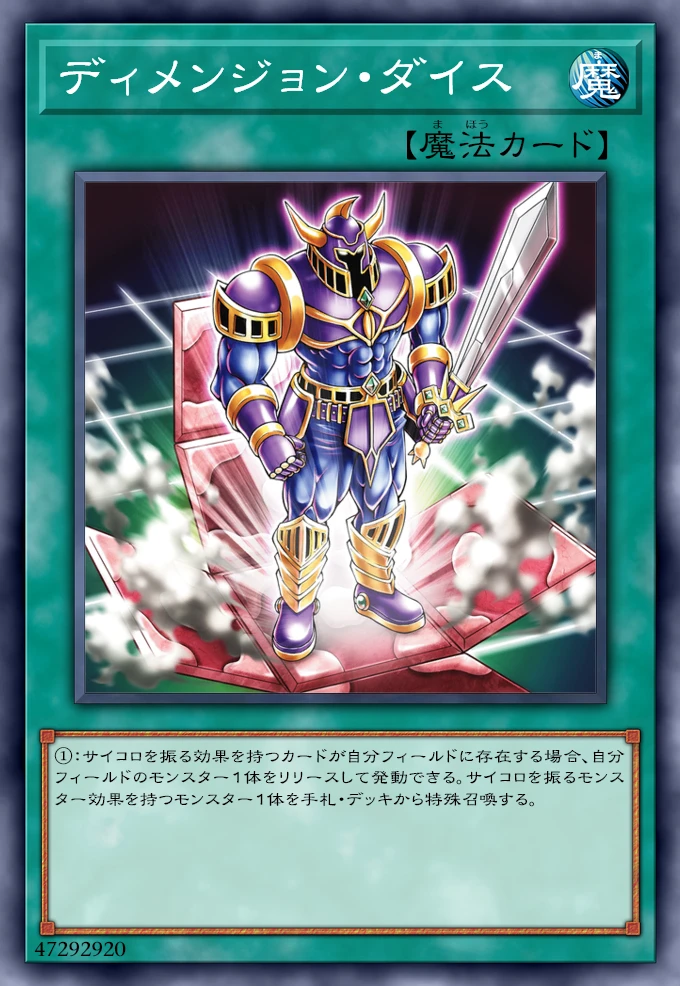 ディメンジョン・ダイス
ま
魔
ま ほう
【魔法カード】
①:サイコロを振る効果を持つカードが自分フィールドに存在する場合、自分
フィールドのモンスター1体をリリースして発動できる。サイコロを振るモンス
ター効果を持つモンスター1体を手札・デッキから特殊召喚する。
47292920